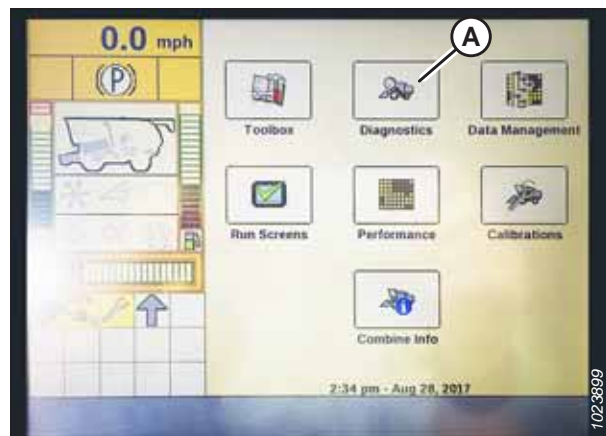 0.0 mph
A
(P)
Toolbox
Diagnostics
Data Management
Run Screens
Performance
Calibrations
Combine Info
2:34 pm - Aug 28, 2017
1023899